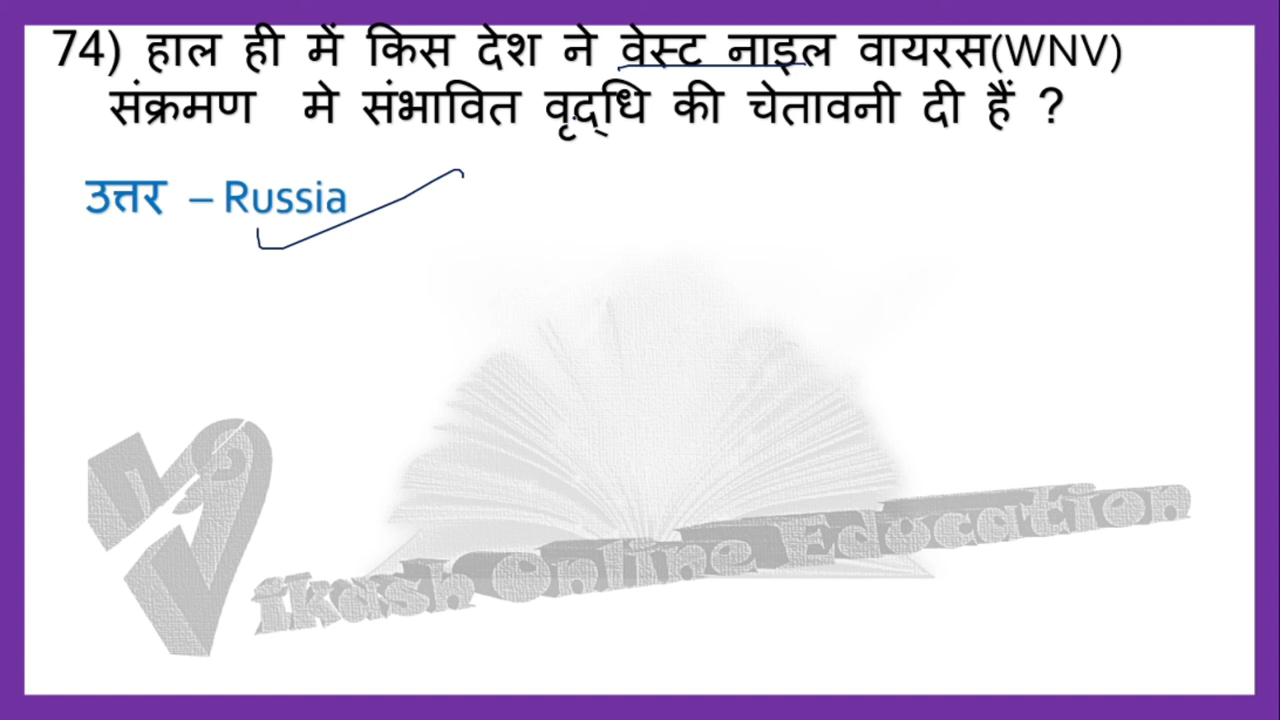 74) हाल ही में किस देश ने वेस्ट नाइल वायरस(WNV)
संक्रमण मे संभावित वृद्धि की चेतावनी दी हैं ?
उत्तर – Russia
Vikash Online Education